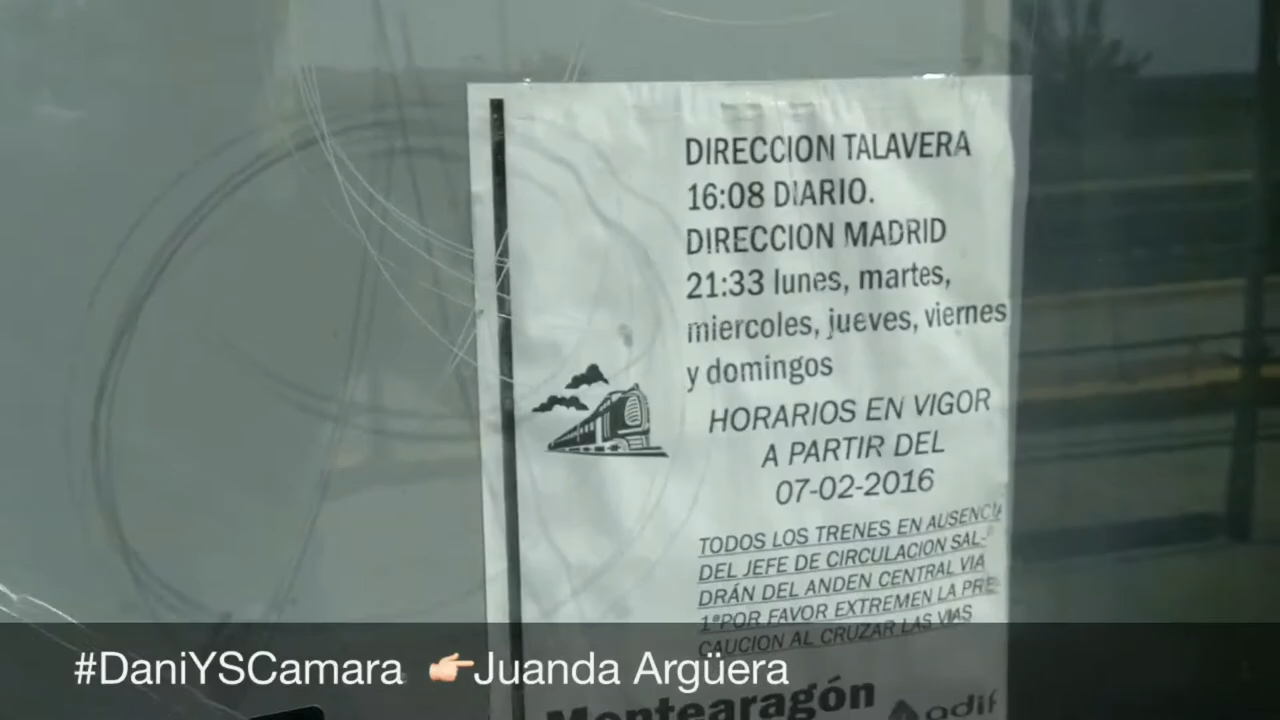 DIRECCION TALAVERA
16:08 DIARIO.
DIRECCION MADRID
21:33 lunes, martes,
miercoles, jueves, viernes
y domingos
HORARIOS EN VIGOR
A PARTIR DEL
07-02-2016
TODOS LOS TRENES EN AUSENCIA
DEL JEFE DE CIRCULACION SAL-
DRÁN DEL ANDEN CENTRAL VIA
1ªPOR FAVOR EXTREMEN LA PRE-
CAUCION AL CRUZAR LAS VIAS
#DaniYSCamara 👉Juanda Argüera
Montearagón adif